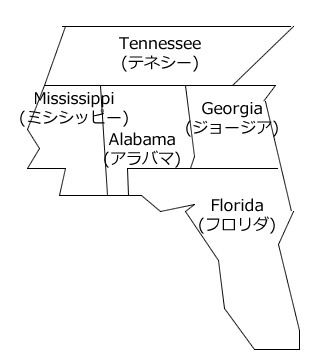 Tennessee
(テネシー)
Mississippi
(ミシシッピー)
Georgia
(ジョージア)
Alabama
(アラバマ)
Florida
(フロリダ)